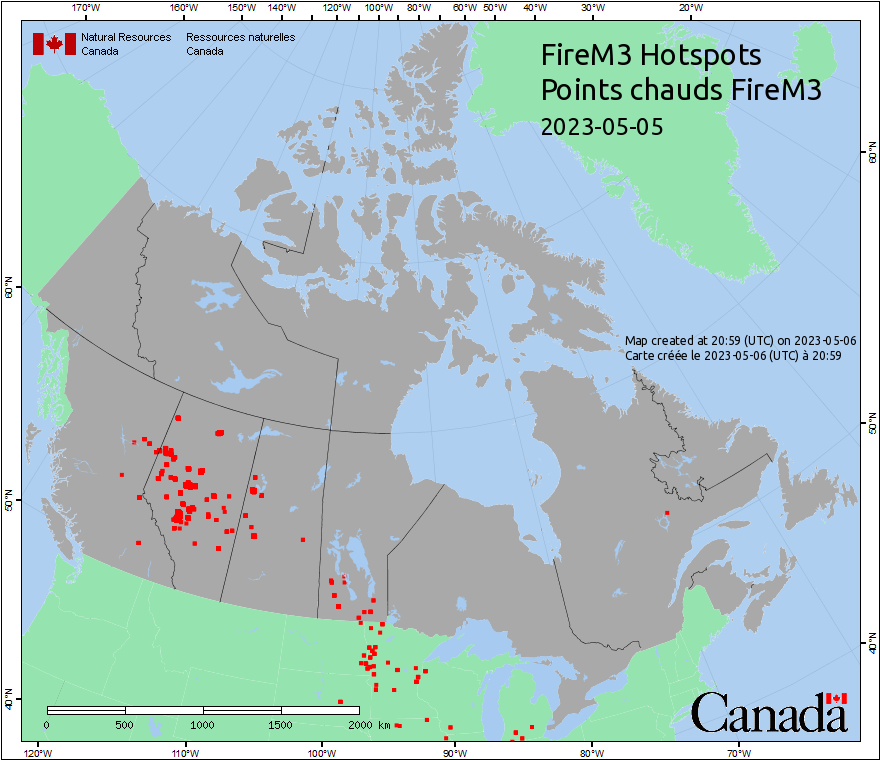 170°W 160°W 150°W 140°W 120°W 100°W 80°W 60°W 50°W 40°W 30°W 20°W
Natural Resources Ressources naturelles
Canada Canada
FireM3 Hotspots
Points chauds FireM3
2023-05-05
60°N
60°N
Map created at 20:59 (UTC) on 2023-05-06
Carte créée le 2023-05-06 (UTC) à 20:59
50°N
50°N
40°N
40°N
0 500 1000 1500 2000 km
Canada
120°W 110°W 100°W 90°W 80°W 70°W